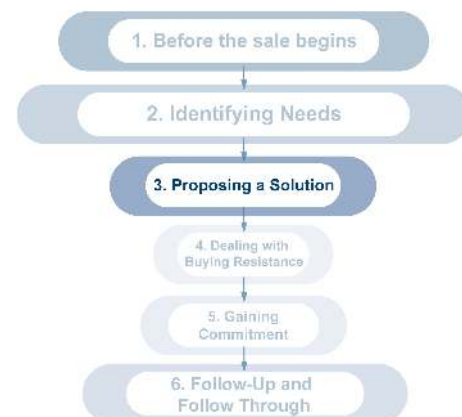 1. Before the sale begins
2. Identifying Needs
3. Proposing a Solution
4. Dealing with
Buying Resistance
5. Gaining
Commitment
6. Follow-Up and
Follow Through